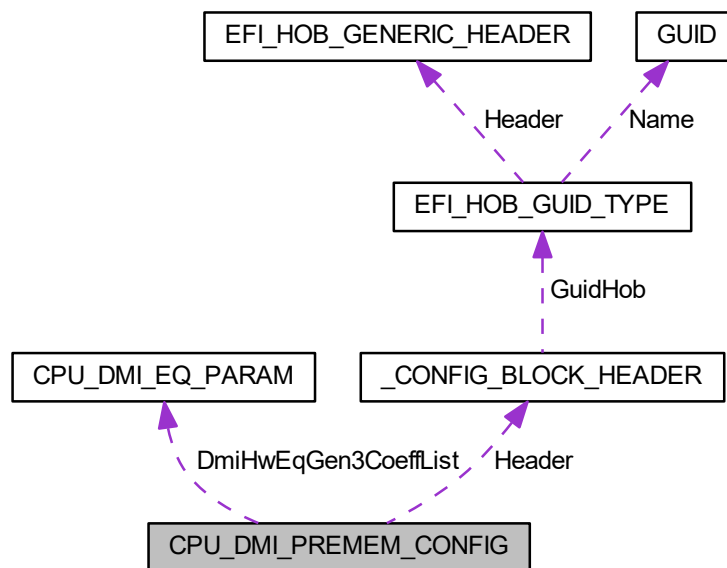 EFI_HOB_GENERIC_HEADER
GUID
Header
Name
EFI_HOB_GUID_TYPE
GuidHob
CPU_DMI_EQ_PARAM
_CONFIG_BLOCK_HEADER
DmiHwEqGen3CoeffList
Header
CPU_DMI_PREMEM_CONFIG